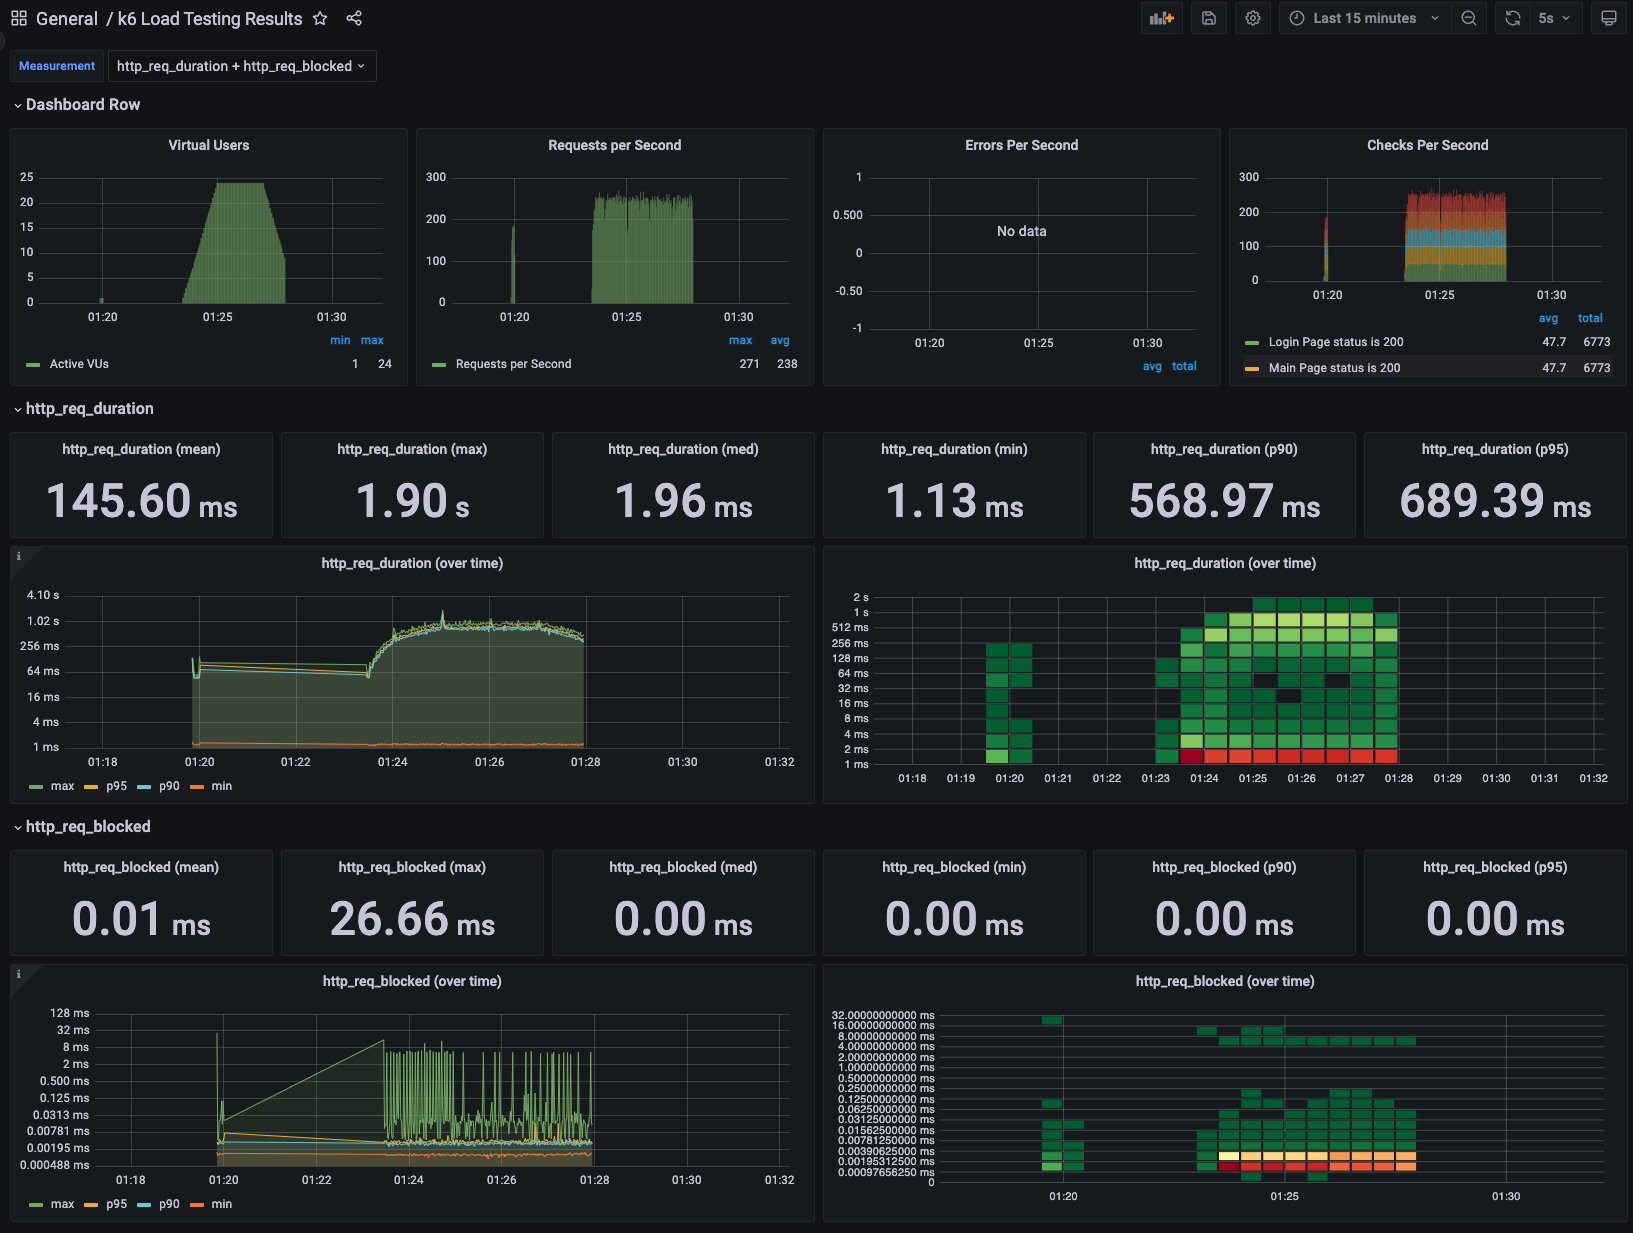 General / k6 Load Testing Results
Last 15 minutes
5s
Measurement
http_req_duration + http_req_blocked
Dashboard Row
Virtual Users
25
20
15
10
5
0
01:20 01:25 01:30
min max
Active VUs 1 24
Requests per Second
300
200
100
0
01:20 01:25 01:30
max avg
Requests per Second 271 238
Errors Per Second
1
0.500
0
-0.50
-1
No data
01:20 01:25 01:30
avg total
Checks Per Second
300
200
100
0
01:20 01:25 01:30
avg total
Login Page status is 200 47.7 6773
Main Page status is 200 47.7 6773
http_req_duration
http_req_duration (mean)
145.60 ms
http_req_duration (max)
1.90 s
http_req_duration (med)
1.96 ms
http_req_duration (min)
1.13 ms
http_req_duration (p90)
568.97 ms
http_req_duration (p95)
689.39 ms
http_req_duration (over time)
4.10 s
1.02 s
256 ms
64 ms
16 ms
4 ms
1 ms
01:18 01:20 01:22 01:24 01:26 01:28 01:30 01:32
max p95 p90 min
http_req_duration (over time)
2 s
1 s
512 ms
256 ms
128 ms
64 ms
32 ms
16 ms
8 ms
4 ms
2 ms
1 ms
01:18 01:19 01:20 01:21 01:22 01:23 01:24 01:25 01:26 01:27 01:28 01:29 01:30 01:31 01:32
http_req_blocked
http_req_blocked (mean)
0.01 ms
http_req_blocked (max)
26.66 ms
http_req_blocked (med)
0.00 ms
http_req_blocked (min)
0.00 ms
http_req_blocked (p90)
0.00 ms
http_req_blocked (p95)
0.00 ms
http_req_blocked (over time)
128 ms
32 ms
8 ms
2 ms
0.500 ms
0.125 ms
0.0313 ms
0.00781 ms
0.00195 ms
0.000488 ms
01:18 01:20 01:22 01:24 01:26 01:28 01:30 01:32
max p95 p90 min
http_req_blocked (over time)
32.00000000000 ms
16.00000000000 ms
8.00000000000 ms
4.00000000000 ms
2.00000000000 ms
1.00000000000 ms
0.50000000000 ms
0.25000000000 ms
0.12500000000 ms
0.06250000000 ms
0.03125000000 ms
0.01562500000 ms
0.00781250000 ms
0.00390625000 ms
0.00195312500 ms
0.00097656250 ms
0
01:20 01:25 01:30